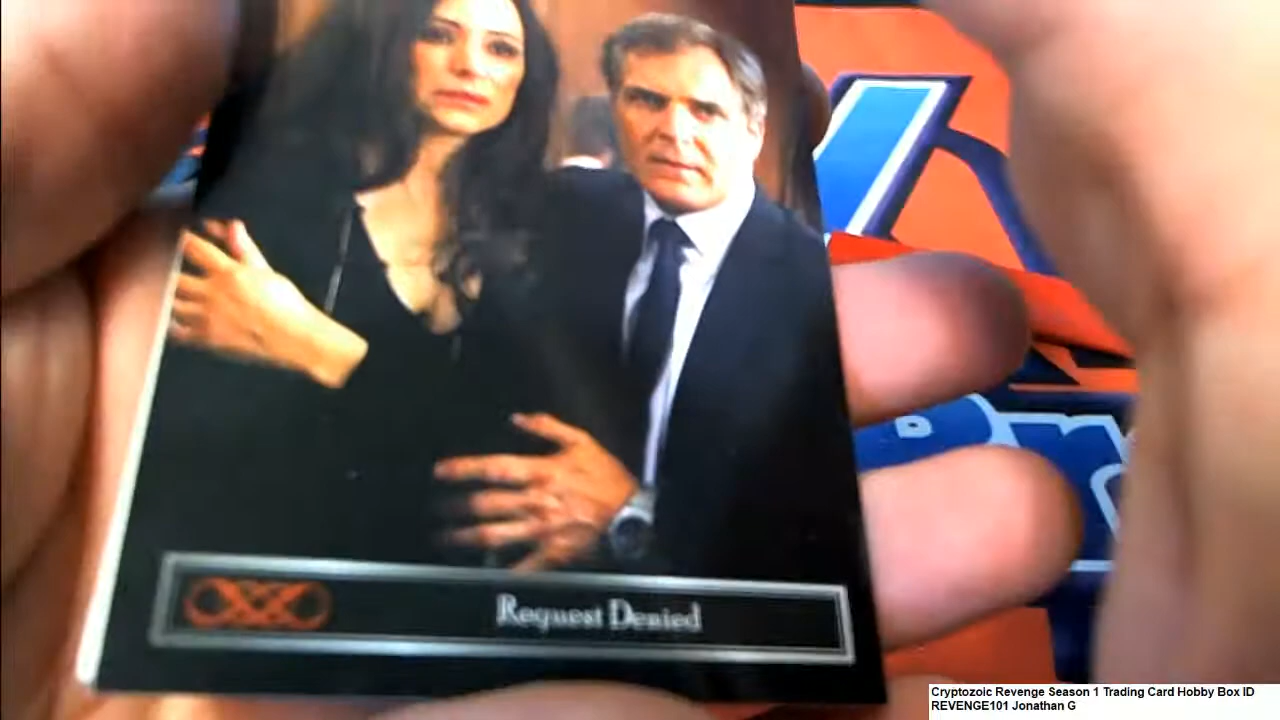 Request Denied
Cryptozoic Revenge Season 1 Trading Card Hobby Box ID
REVENGE101 Jonathan G